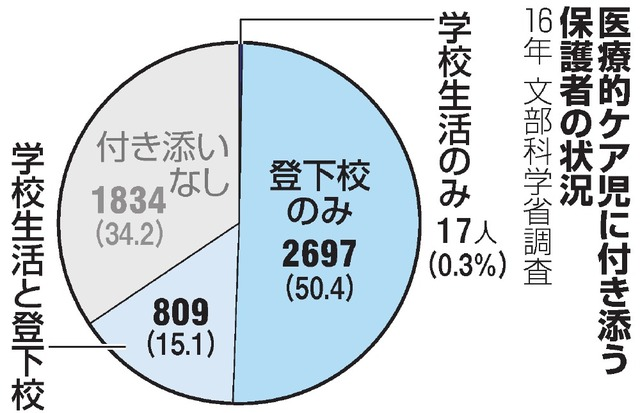 医療的ケア児に付き添う
保護者の状況
16年 文部科学省調査
学校生活のみ
17人
(0.3%)
登下校
のみ
2697
(50.4)
学校生活と登下校
809
(15.1)
付き添い
なし
1834
(34.2)